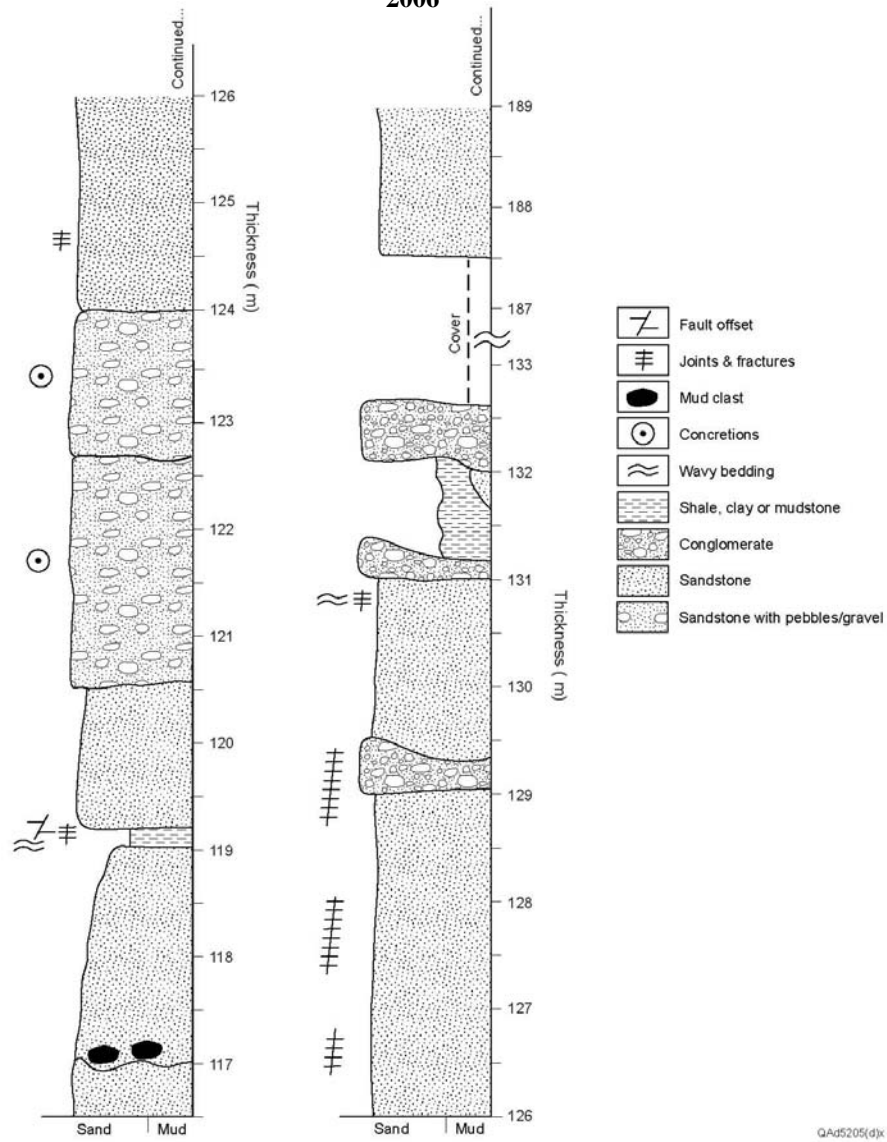 2006
Continued...
126
125
Thickness ( m)
124
123
122
121
120
119
118
117
Sand
Mud
Continued...
189
188
187
Cover
133
132
131
Thickness ( m)
130
129
128
127
126
Sand
Mud
Fault offset
Joints & fractures
Mud clast
Concretions
Wavy bedding
Shale, clay or mudstone
Conglomerate
Sandstone
Sandstone with pebbles/gravel
QAd5205(d)x